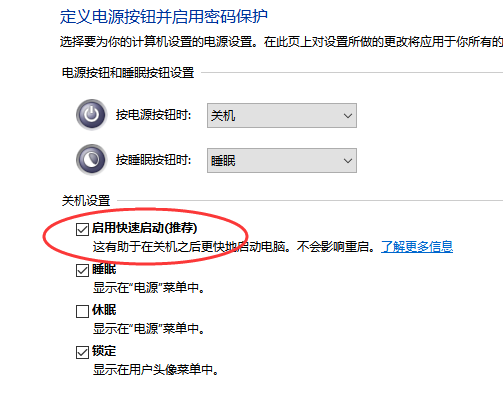 定义电源按钮并启用密码保护
选择要为你的计算机设置的电源设置。在此页上对设置所做的更改将应用于你所有的
电源按钮和睡眠按钮设置
按电源按钮时: 关机
按睡眠按钮时: 睡眠
关机设置
启用快速启动(推荐)
这有助于在关机之后更快地启动电脑。不会影响重启。了解更多信息
睡眠
显示在"电源"菜单中。
休眠
显示在"电源"菜单中。
锁定
显示在用户头像菜单中。